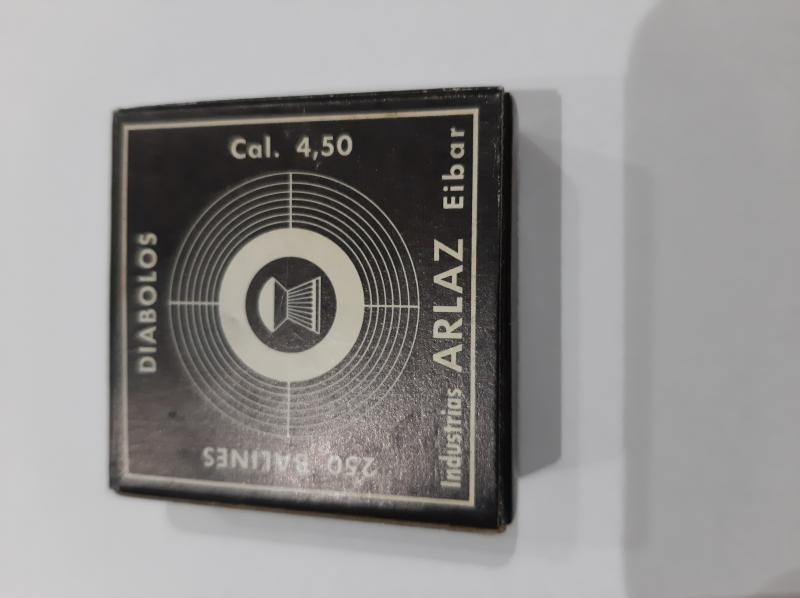 DIABOLOS
Cal. 4,50
250 BALINES
Industrias ARLAZ Eibar